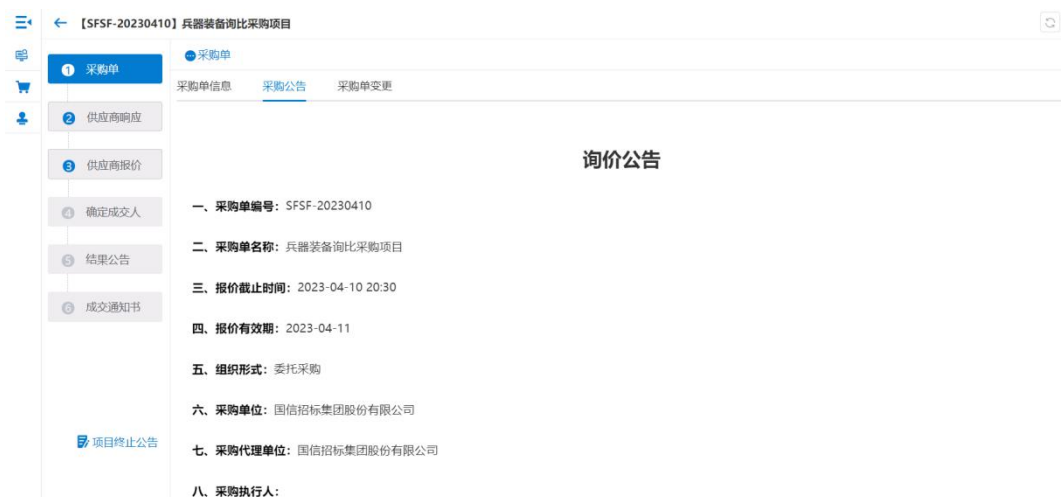 【SFSF-20230410】兵器装备询比采购项目
1 采购单
2 供应商响应
3 供应商报价
4 确定成交人
5 结果公告
6 成交通知书
项目终止公告
采购单
采购单信息 采购公告 采购单变更
询价公告
一、采购单编号：SFSF-20230410
二、采购单名称：兵器装备询比采购项目
三、报价截止时间：2023-04-10 20:30
四、报价有效期：2023-04-11
五、组织形式：委托采购
六、采购单位：国信招标集团股份有限公司
七、采购代理单位：国信招标集团股份有限公司
八、采购执行人：